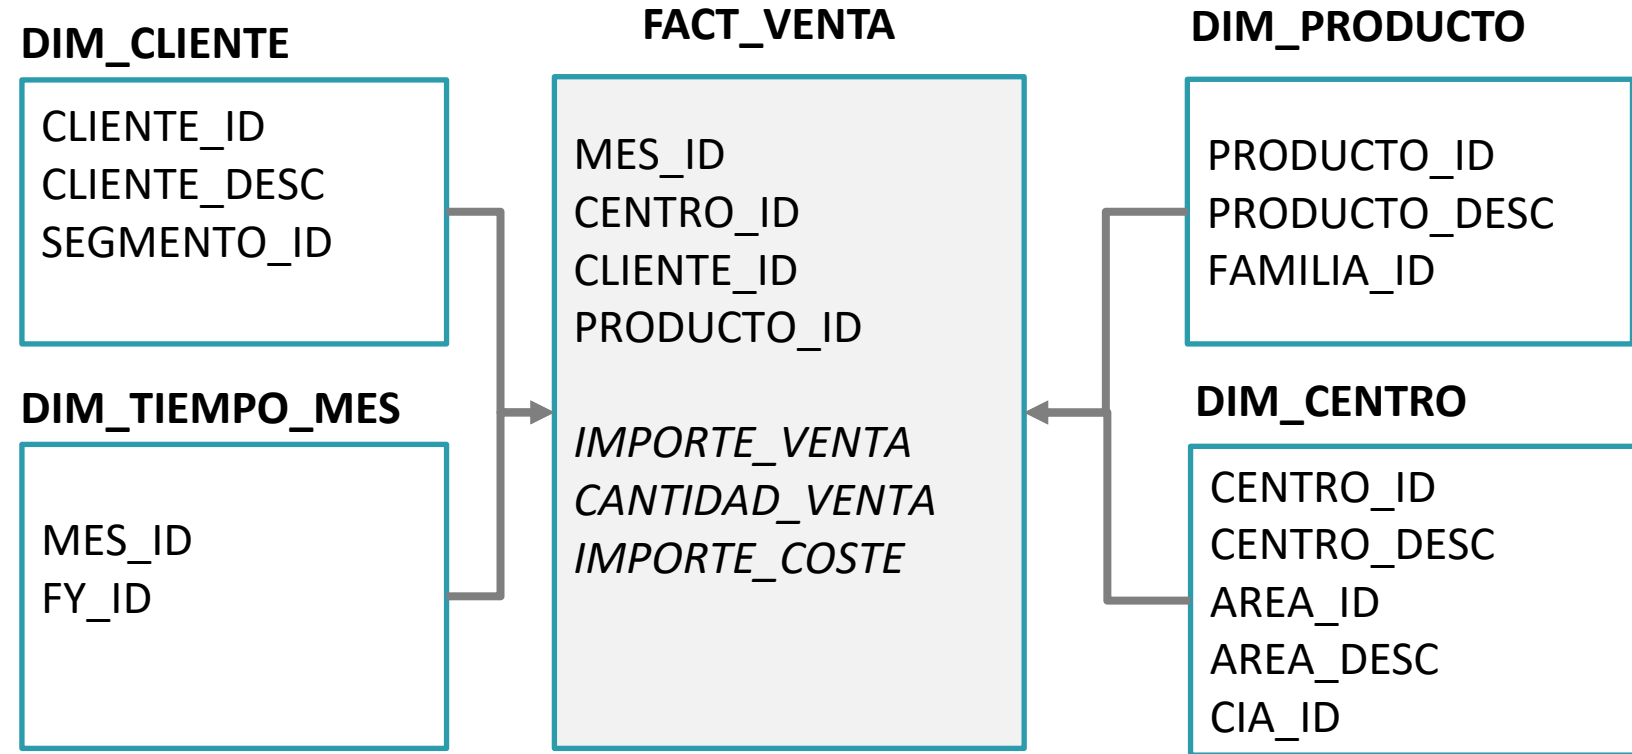 DIM_CLIENTE
CLIENTE_ID
CLIENTE_DESC
SEGMENTO_ID
DIM_TIEMPO_MES
MES_ID
FY_ID
FACT_VENTA
MES_ID
CENTRO_ID
CLIENTE_ID
PRODUCTO_ID
IMPORTE_VENTA
CANTIDAD_VENTA
IMPORTE_COSTE
DIM_PRODUCTO
PRODUCTO_ID
PRODUCTO_DESC
FAMILIA_ID
DIM_CENTRO
CENTRO_ID
CENTRO_DESC
AREA_ID
AREA_DESC
CIA_ID